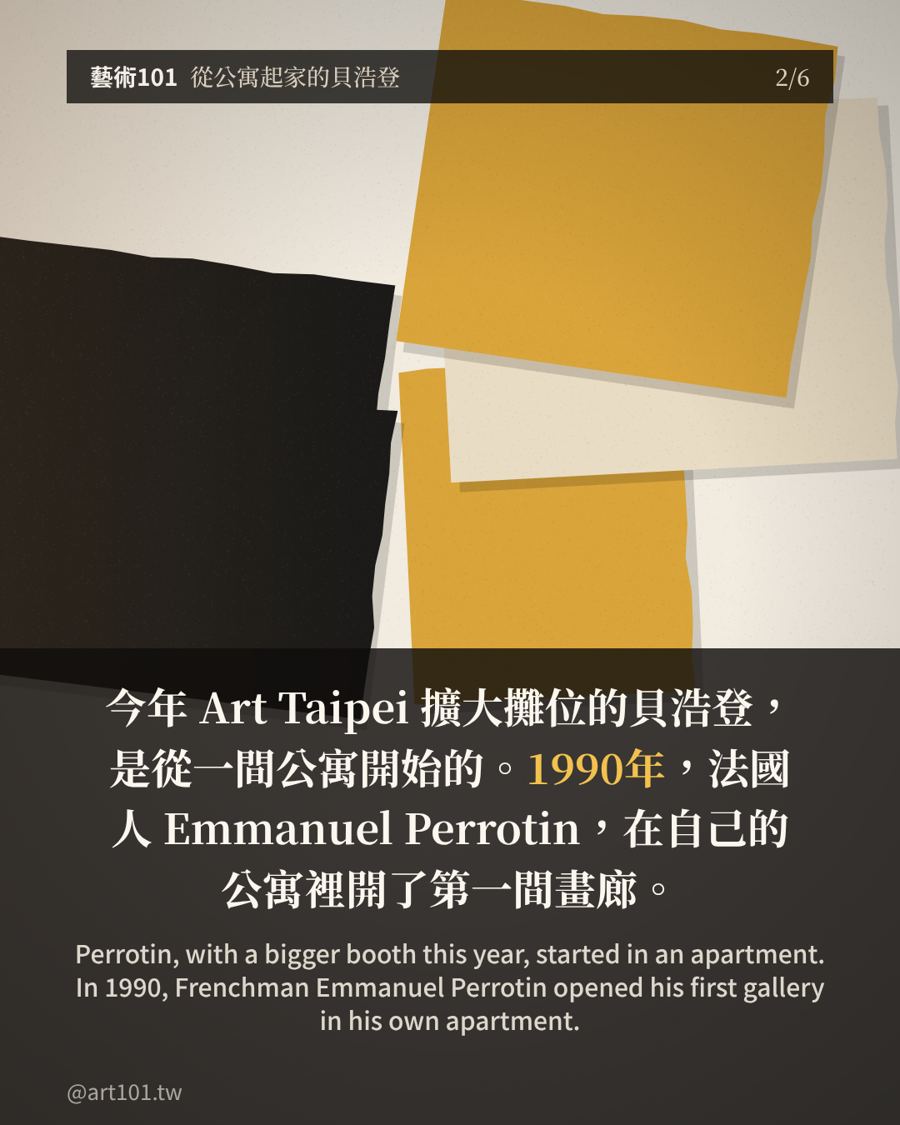 藝術101 從公寓起家的貝浩登 2/6
今年 Art Taipei 擴大攤位的貝浩登，
是從一間公寓開始的。1990年，法國
人 Emmanuel Perrotin，在自己的
公寓裡開了第一間畫廊。
Perrotin, with a bigger booth this year, started in an apartment.
In 1990, Frenchman Emmanuel Perrotin opened his first gallery
in his own apartment.
@art101.tw